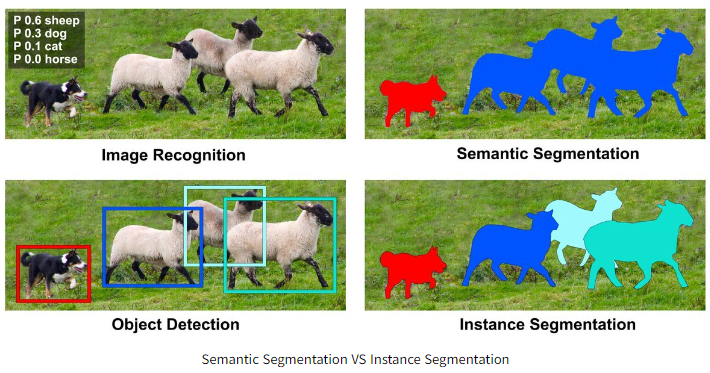 P 0.6 sheep
P 0.3 dog
P 0.1 cat
P 0.0 horse
Image Recognition
Semantic Segmentation
Object Detection
Instance Segmentation
Semantic Segmentation VS Instance Segmentation